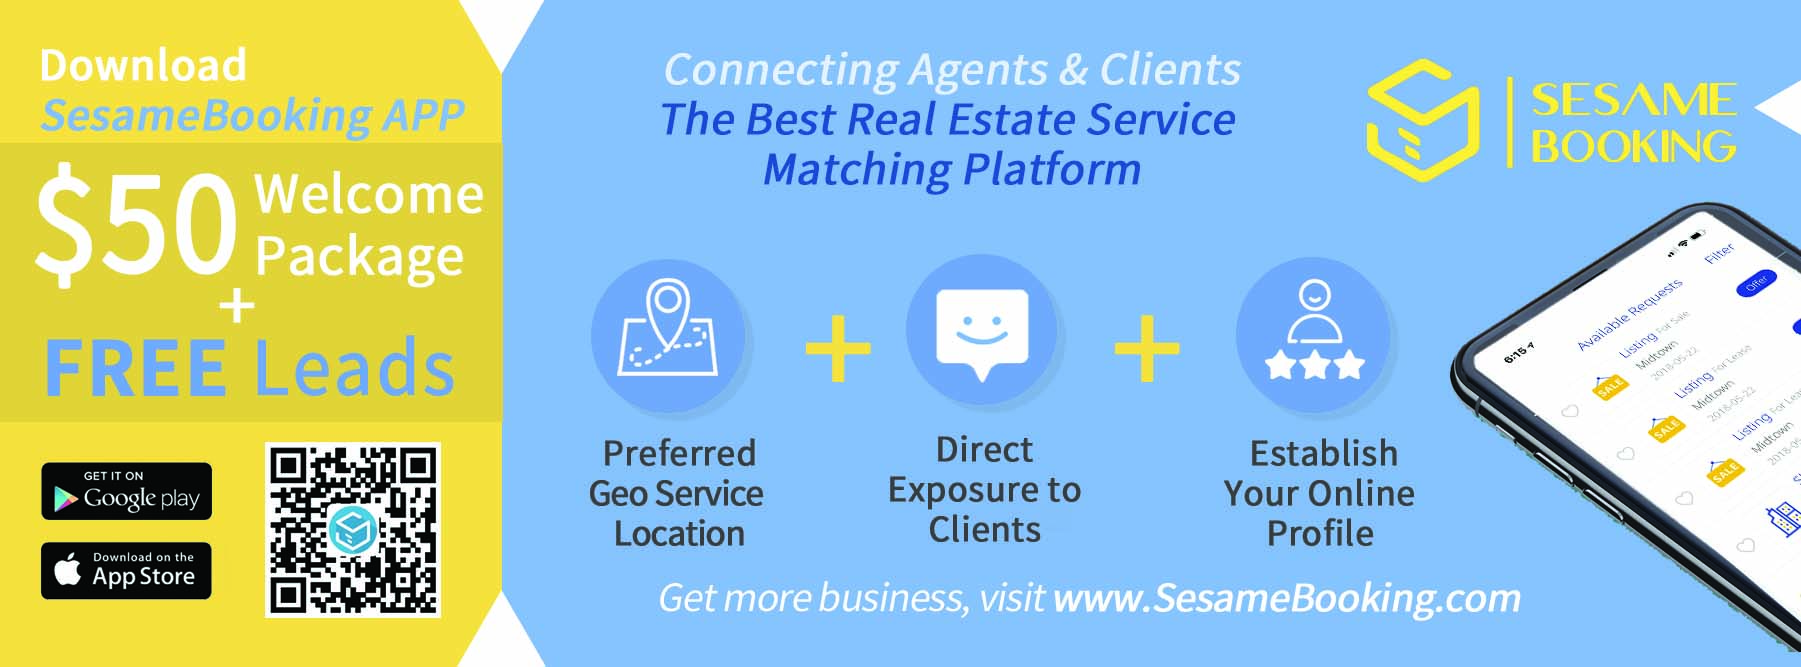 Download
SesameBooking APP
$50 Welcome
Package
+
FREE Leads
GET IT ON
Google play
Download on the
App Store
Connecting Agents & Clients
The Best Real Estate Service
Matching Platform
SESAME
BOOKING
Preferred
Geo Service
Location
+
Direct
Exposure to
Clients
+
Establish
Your Online
Profile
Get more business, visit www.SesameBooking.com
6:15
Filter
Available Requests
Offer
Listing For Sale
Midtown
2018-05-22
SALE
Listing For Lease
Midtown
2018-05-22
SALE
Listing For Lea
Midtown
2018-05
SALE